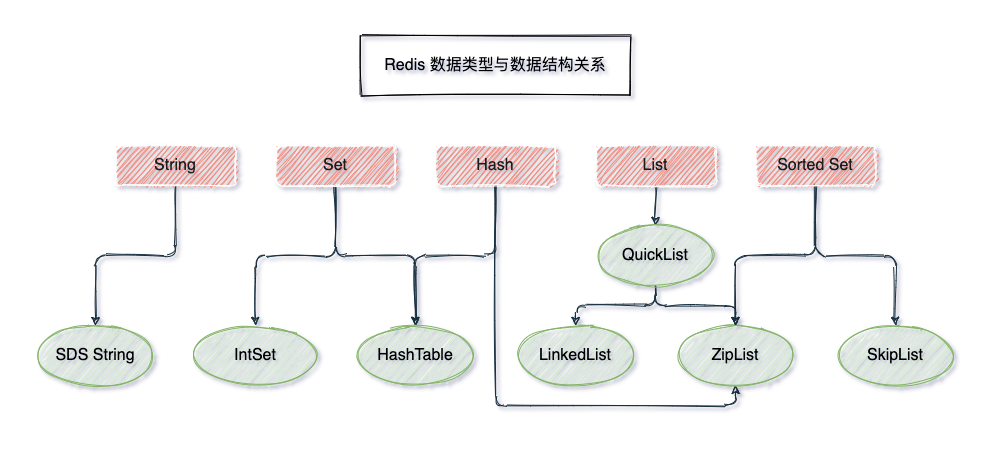 Redis 数据类型与数据结构关系
String
Set
Hash
List
Sorted Set
QuickList
SDS String
IntSet
HashTable
LinkedList
ZipList
SkipList